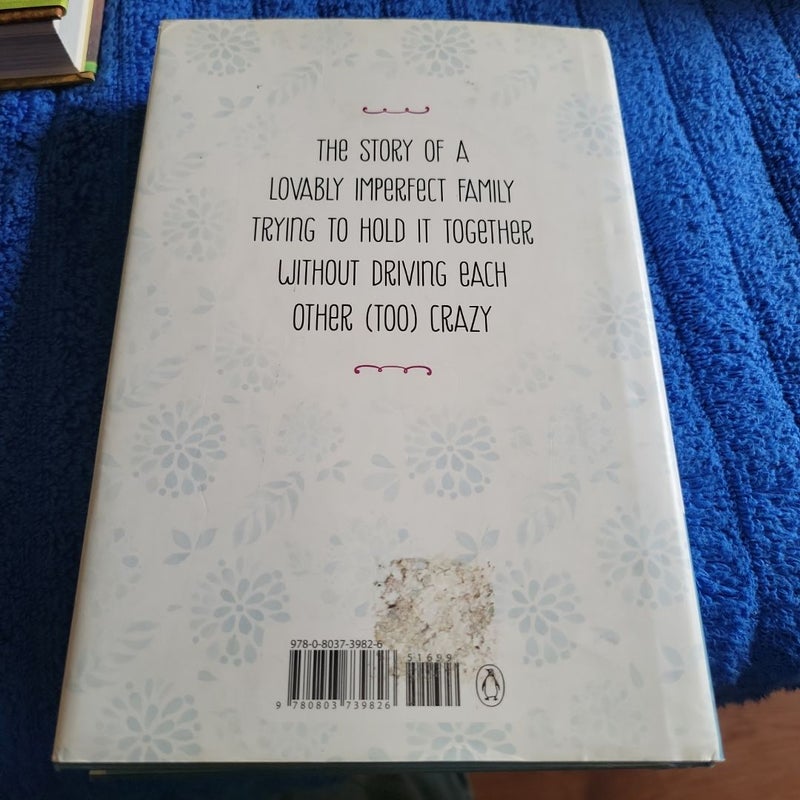 THE STORY OF A
LOVABLY IMPERFECT FAMILY
TRYING TO HOLD IT TOGETHER
WITHOUT DRIVING EACH
OTHER (TOO) CRAZY
978-0-8037-3982-6
51699
9 780803 739826